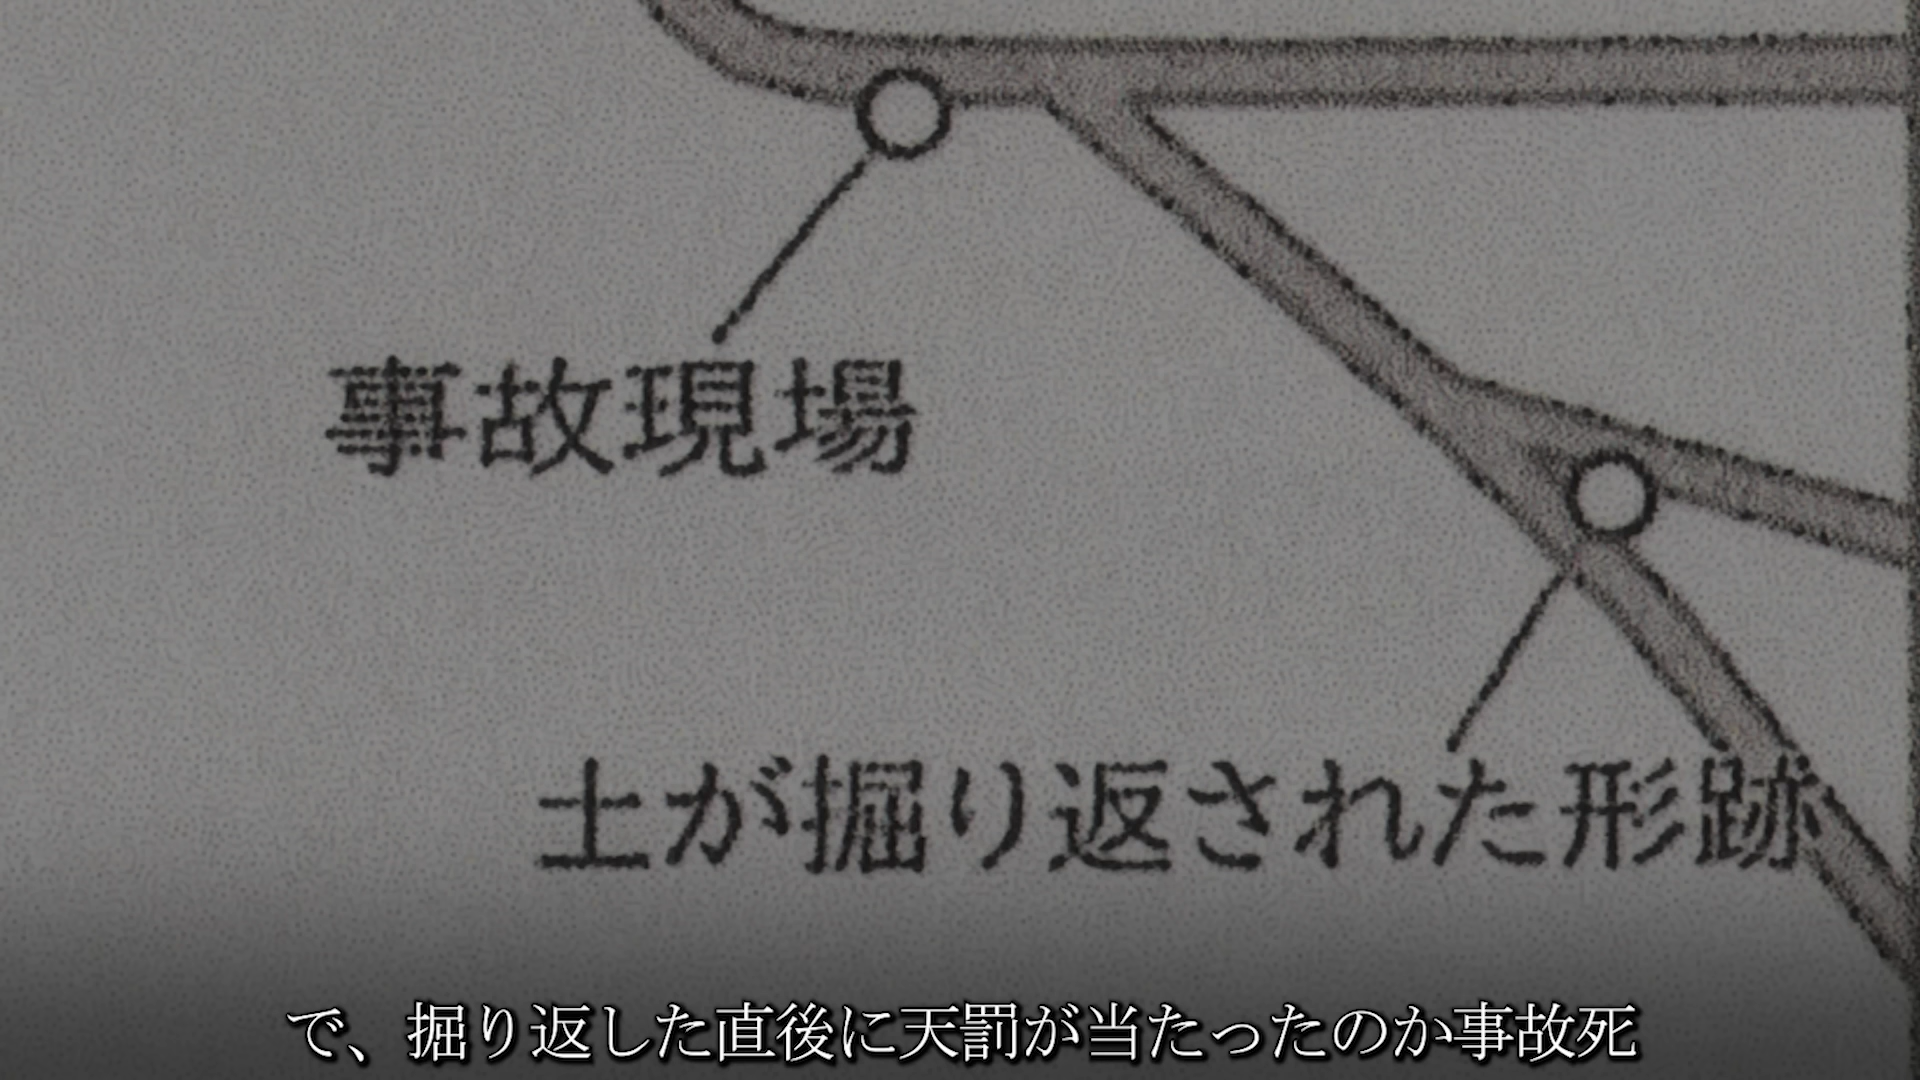 事故現場
土が掘り返された形跡
で、掘り返した直後に天罰が当たったのか事故死